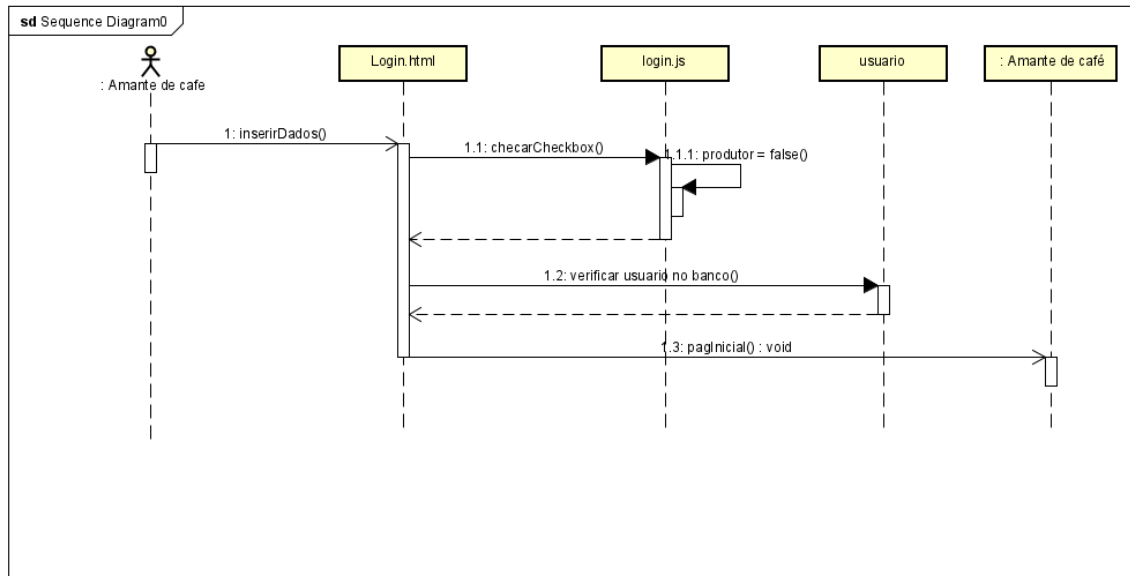 sd Sequence Diagram0
: Amante de cafe
Login.html
login.js
usuario
: Amante de café
1: inserirDados()
1.1: checarCheckbox()
1.1.1: produtor = false()
1.2: verificar usuario no banco()
1.3: pagInicial() : void